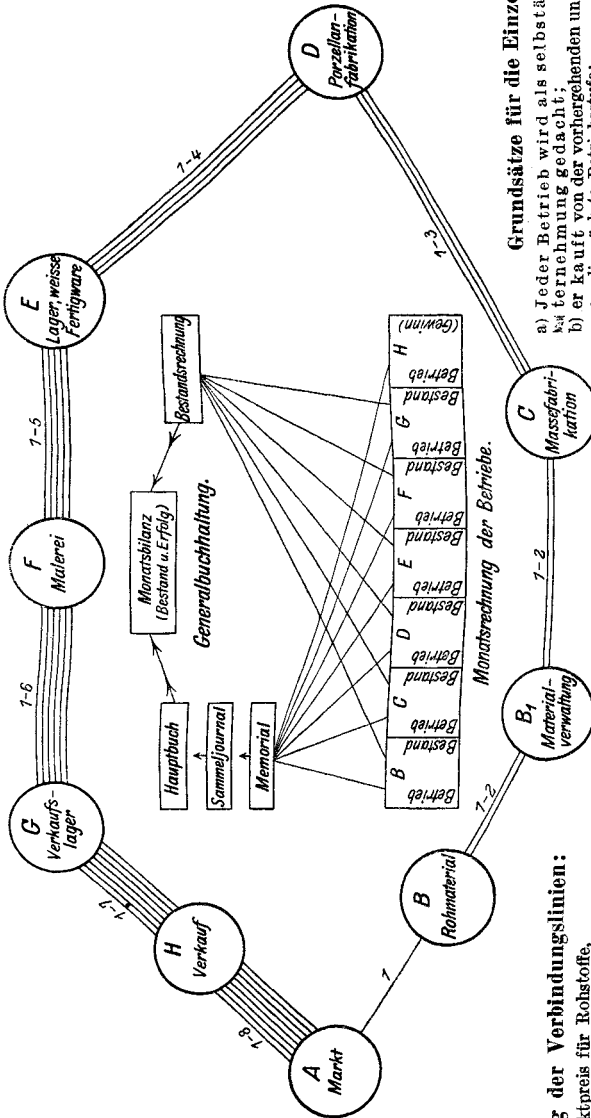 A
Markt
1-8
H
Verkauf
1-7
G
Verkaufs-
lager
1-6
F
Malerei
1-5
E
Lager, weisse
Fertigware
1-4
D
Porzellan-
fabrikation
1-3
C
Massefabri-
kation
1-2
B1
Material-
verwaltung
1-2
B
Rohmaterial
1
Hauptbuch
Sammeljournal
Memorial
Monatsbilanz
(Bestand u. Erfolg)
Bestandsrechnung
Generalbuchhaltung.
B
Betrieb
Bestand
C
Betrieb
Bestand
D
Betrieb
Bestand
E
Betrieb
Bestand
F
Betrieb
Bestand
G
Betrieb
Bestand
H
Betrieb
(Gewinn)
Monatsrechnung der Betriebe.
g der Verbindungslinien:
ktpreis für Rohstoffe,
Grundsätze für die Einze
a) Jeder Betrieb wird als selbstä
ternehmung gedacht;
b) er kauft von der vorhergehenden un